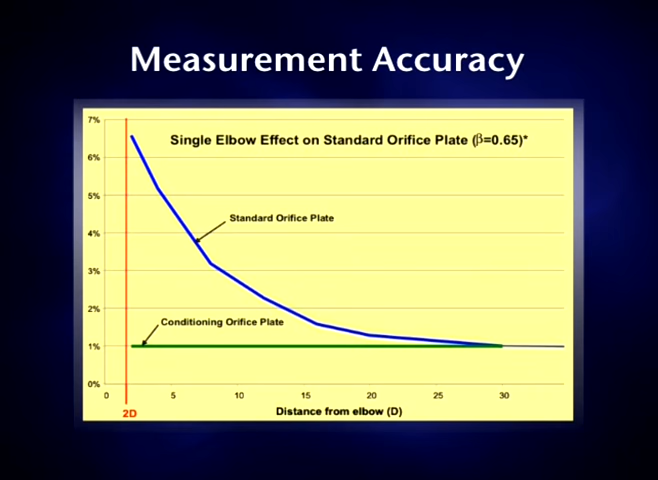 Measurement Accuracy
Single Elbow Effect on Standard Orifice Plate (β=0.65)*
7%
6%
5%
4%
3%
2%
1%
0%
Standard Orifice Plate
Conditioning Orifice Plate
0 5 10 15 20 25 30
2D
Distance from elbow (D)